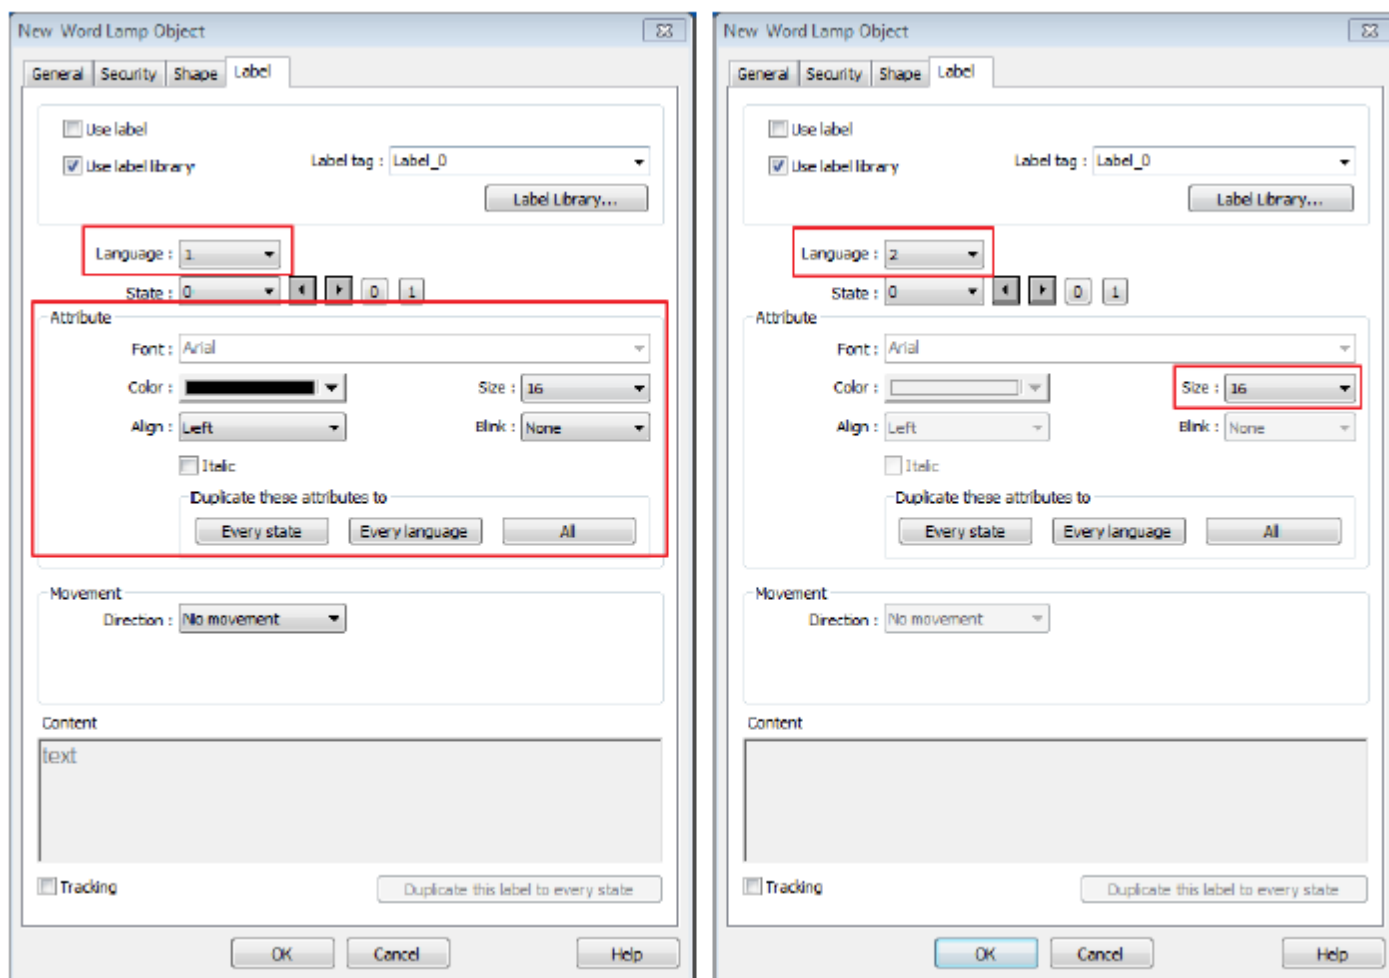 New Word Lamp Object
General Security Shape Label
Use label
Use label library Label tag : Label_0
Label Library...
Language : 1
State : 0 0 1
Attribute
Font : Arial
Color : Size : 16
Align : Left Blink : None
Italic
Duplicate these attributes to
Every state Every language All
Movement
Direction : No movement
Content
text
Tracking Duplicate this label to every state
OK Cancel Help
New Word Lamp Object
General Security Shape Label
Use label
Use label library Label tag : Label_0
Label Library...
Language : 2
State : 0 0 1
Attribute
Font : Arial
Color : Size : 16
Align : Left Blink : None
Italic
Duplicate these attributes to
Every state Every language All
Movement
Direction : No movement
Content
Tracking Duplicate this label to every state
OK Cancel Help